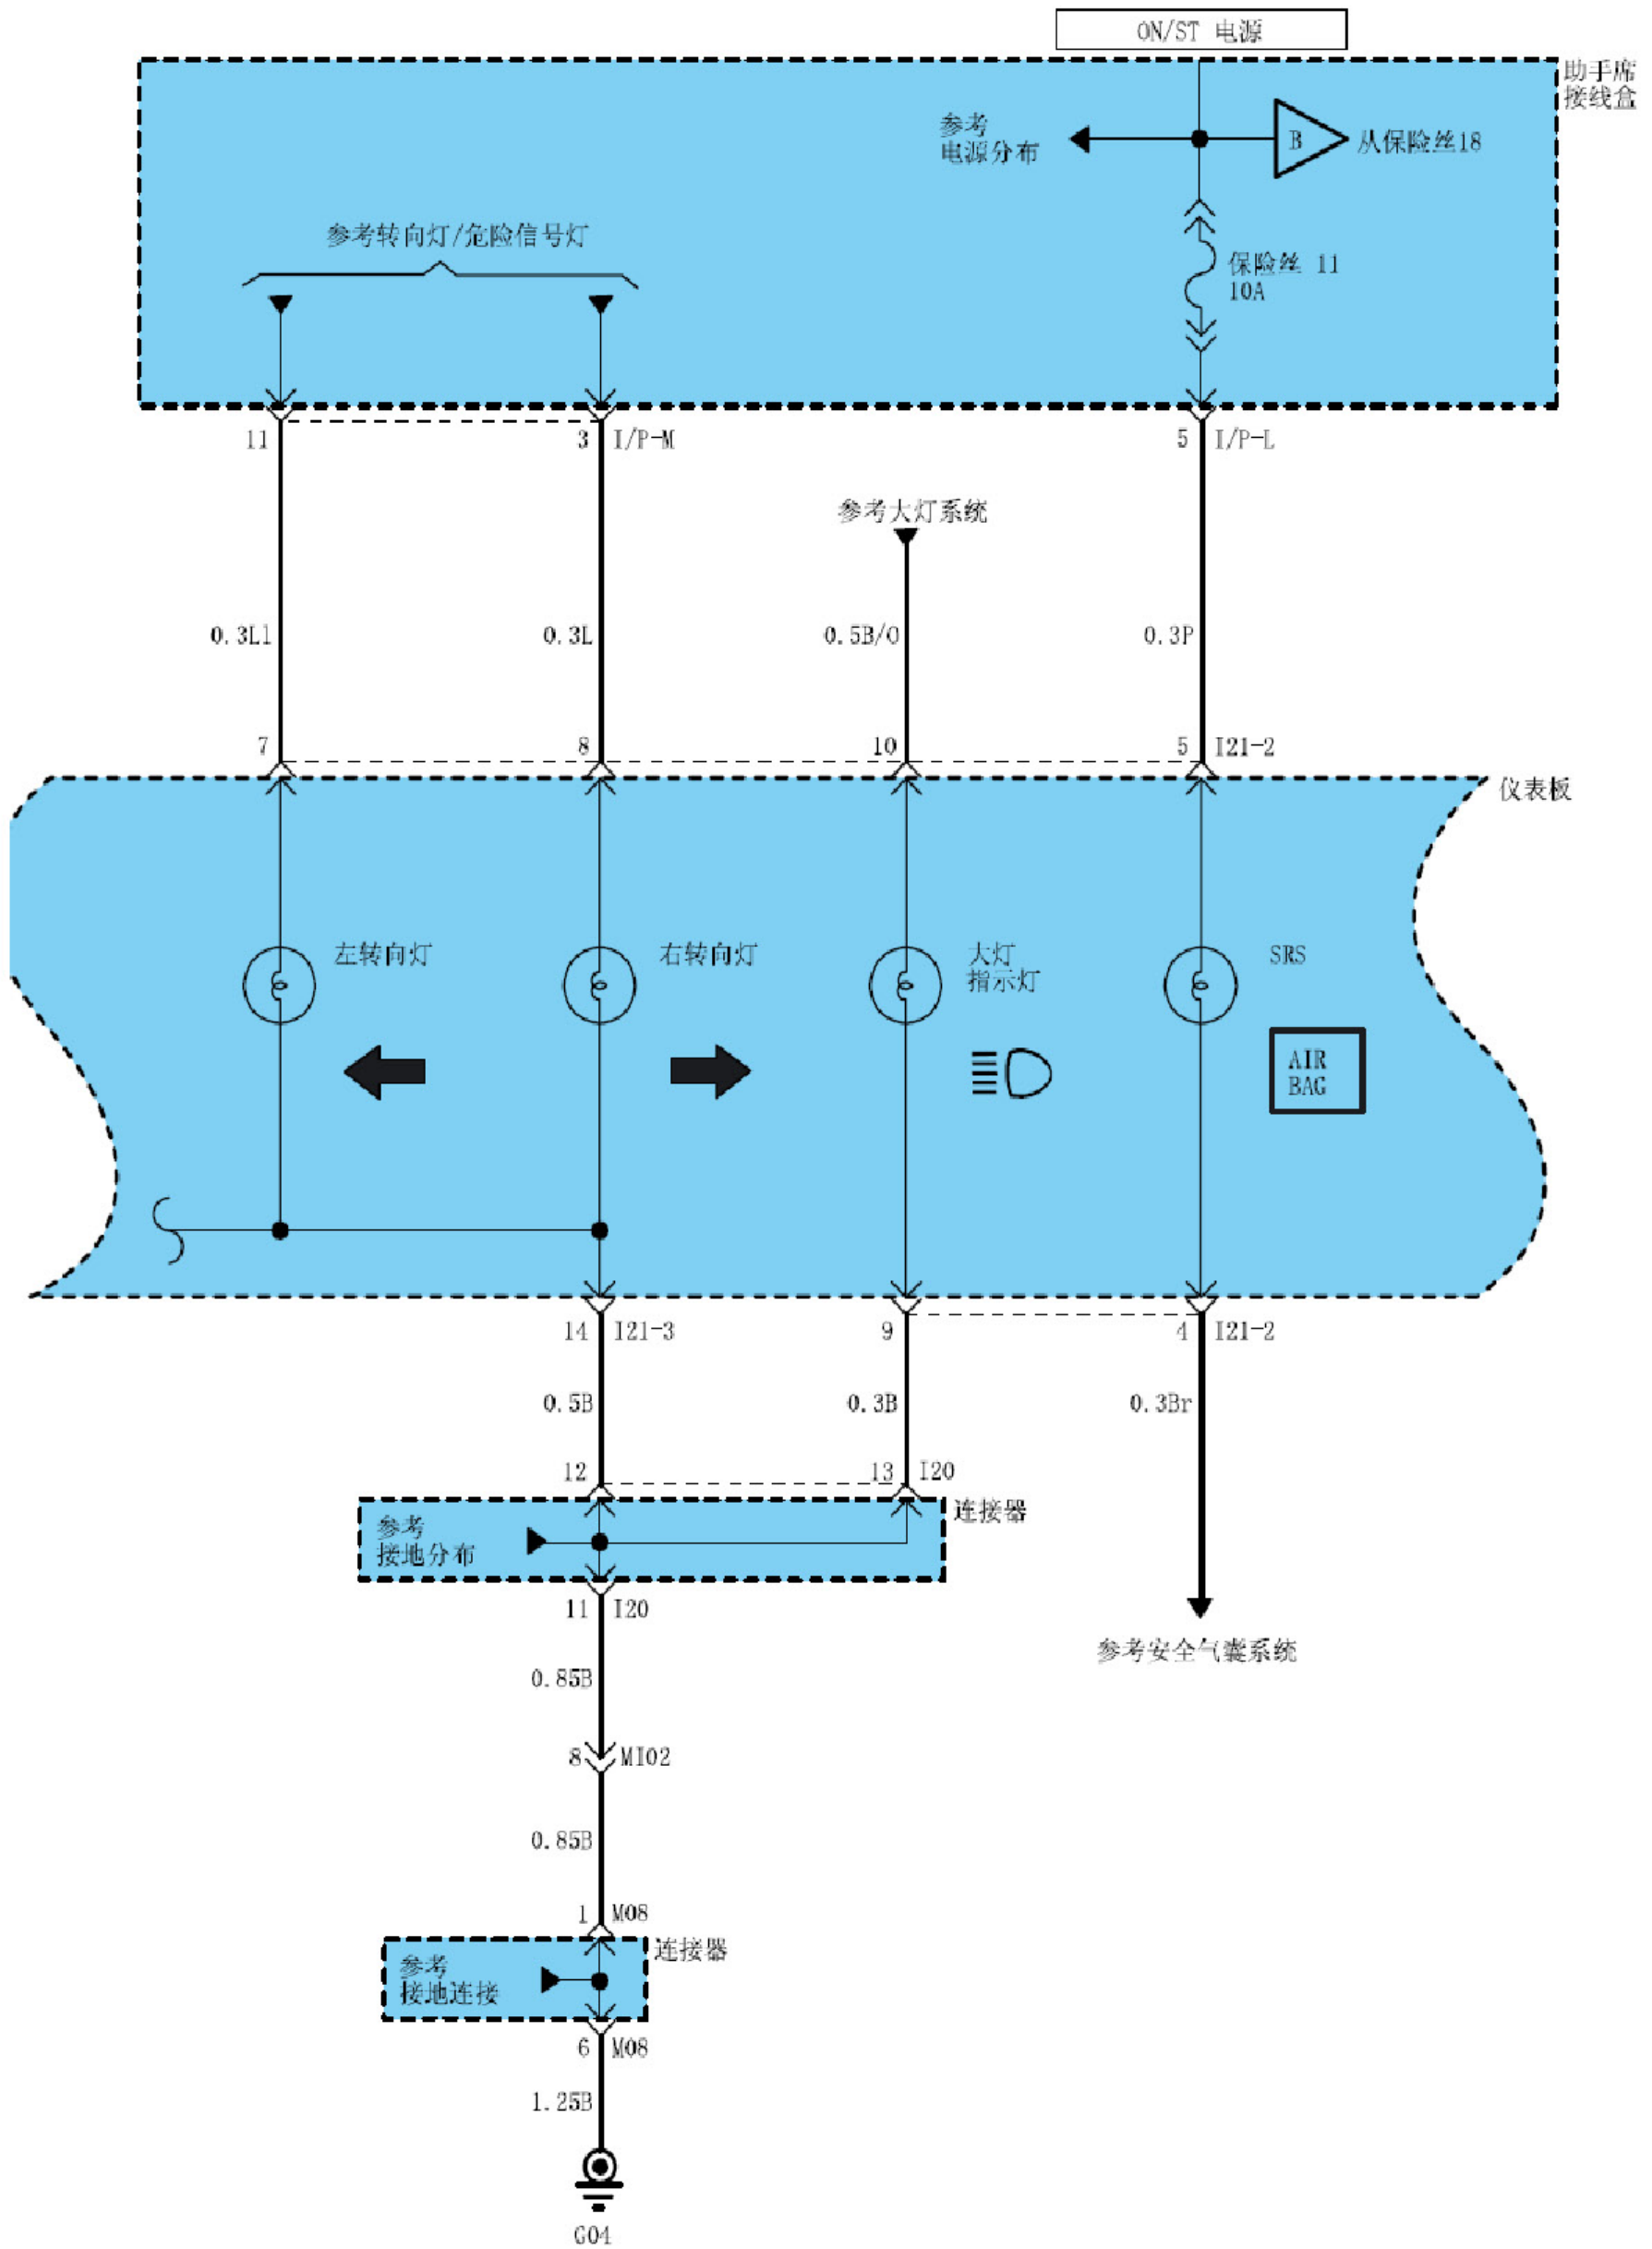 ON/ST 电源
助手席
接线盒
参考
电源分布
B
从保险丝18
参考转向灯/危险信号灯
保险丝 11
10A
11
3
I/P-M
5
I/P-L
参考大灯系统
0.3Ll
0.3L
0.5B/O
0.3P
7
8
10
5
I21-2
仪表板
左转向灯
右转向灯
大灯
指示灯
SRS
AIR
BAG
14
I21-3
9
4
I21-2
0.5B
0.3B
0.3Br
12
13
I20
连接器
参考
接地分布
11
I20
参考安全气囊系统
0.85B
8
MI02
0.85B
1
M08
连接器
参考
接地连接
6
M08
1.25B
G04